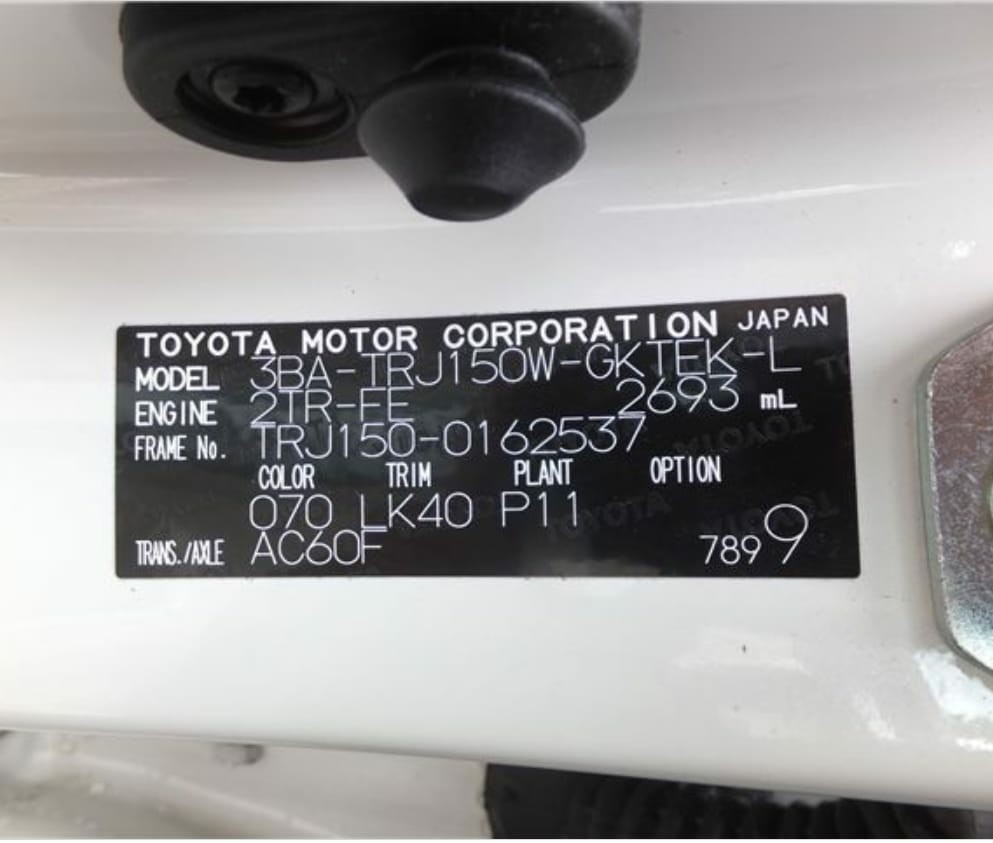 TOYOTA MOTOR CORPORATION JAPAN
MODEL 3BA-TRJ150W-GKTEK-L
ENGINE 2TR-FE 2693 mL
FRAME No. TRJ150-0162537
COLOR TRIM PLANT OPTION
070 LK40 P11
TRANS./AXLE AC60F 789 9